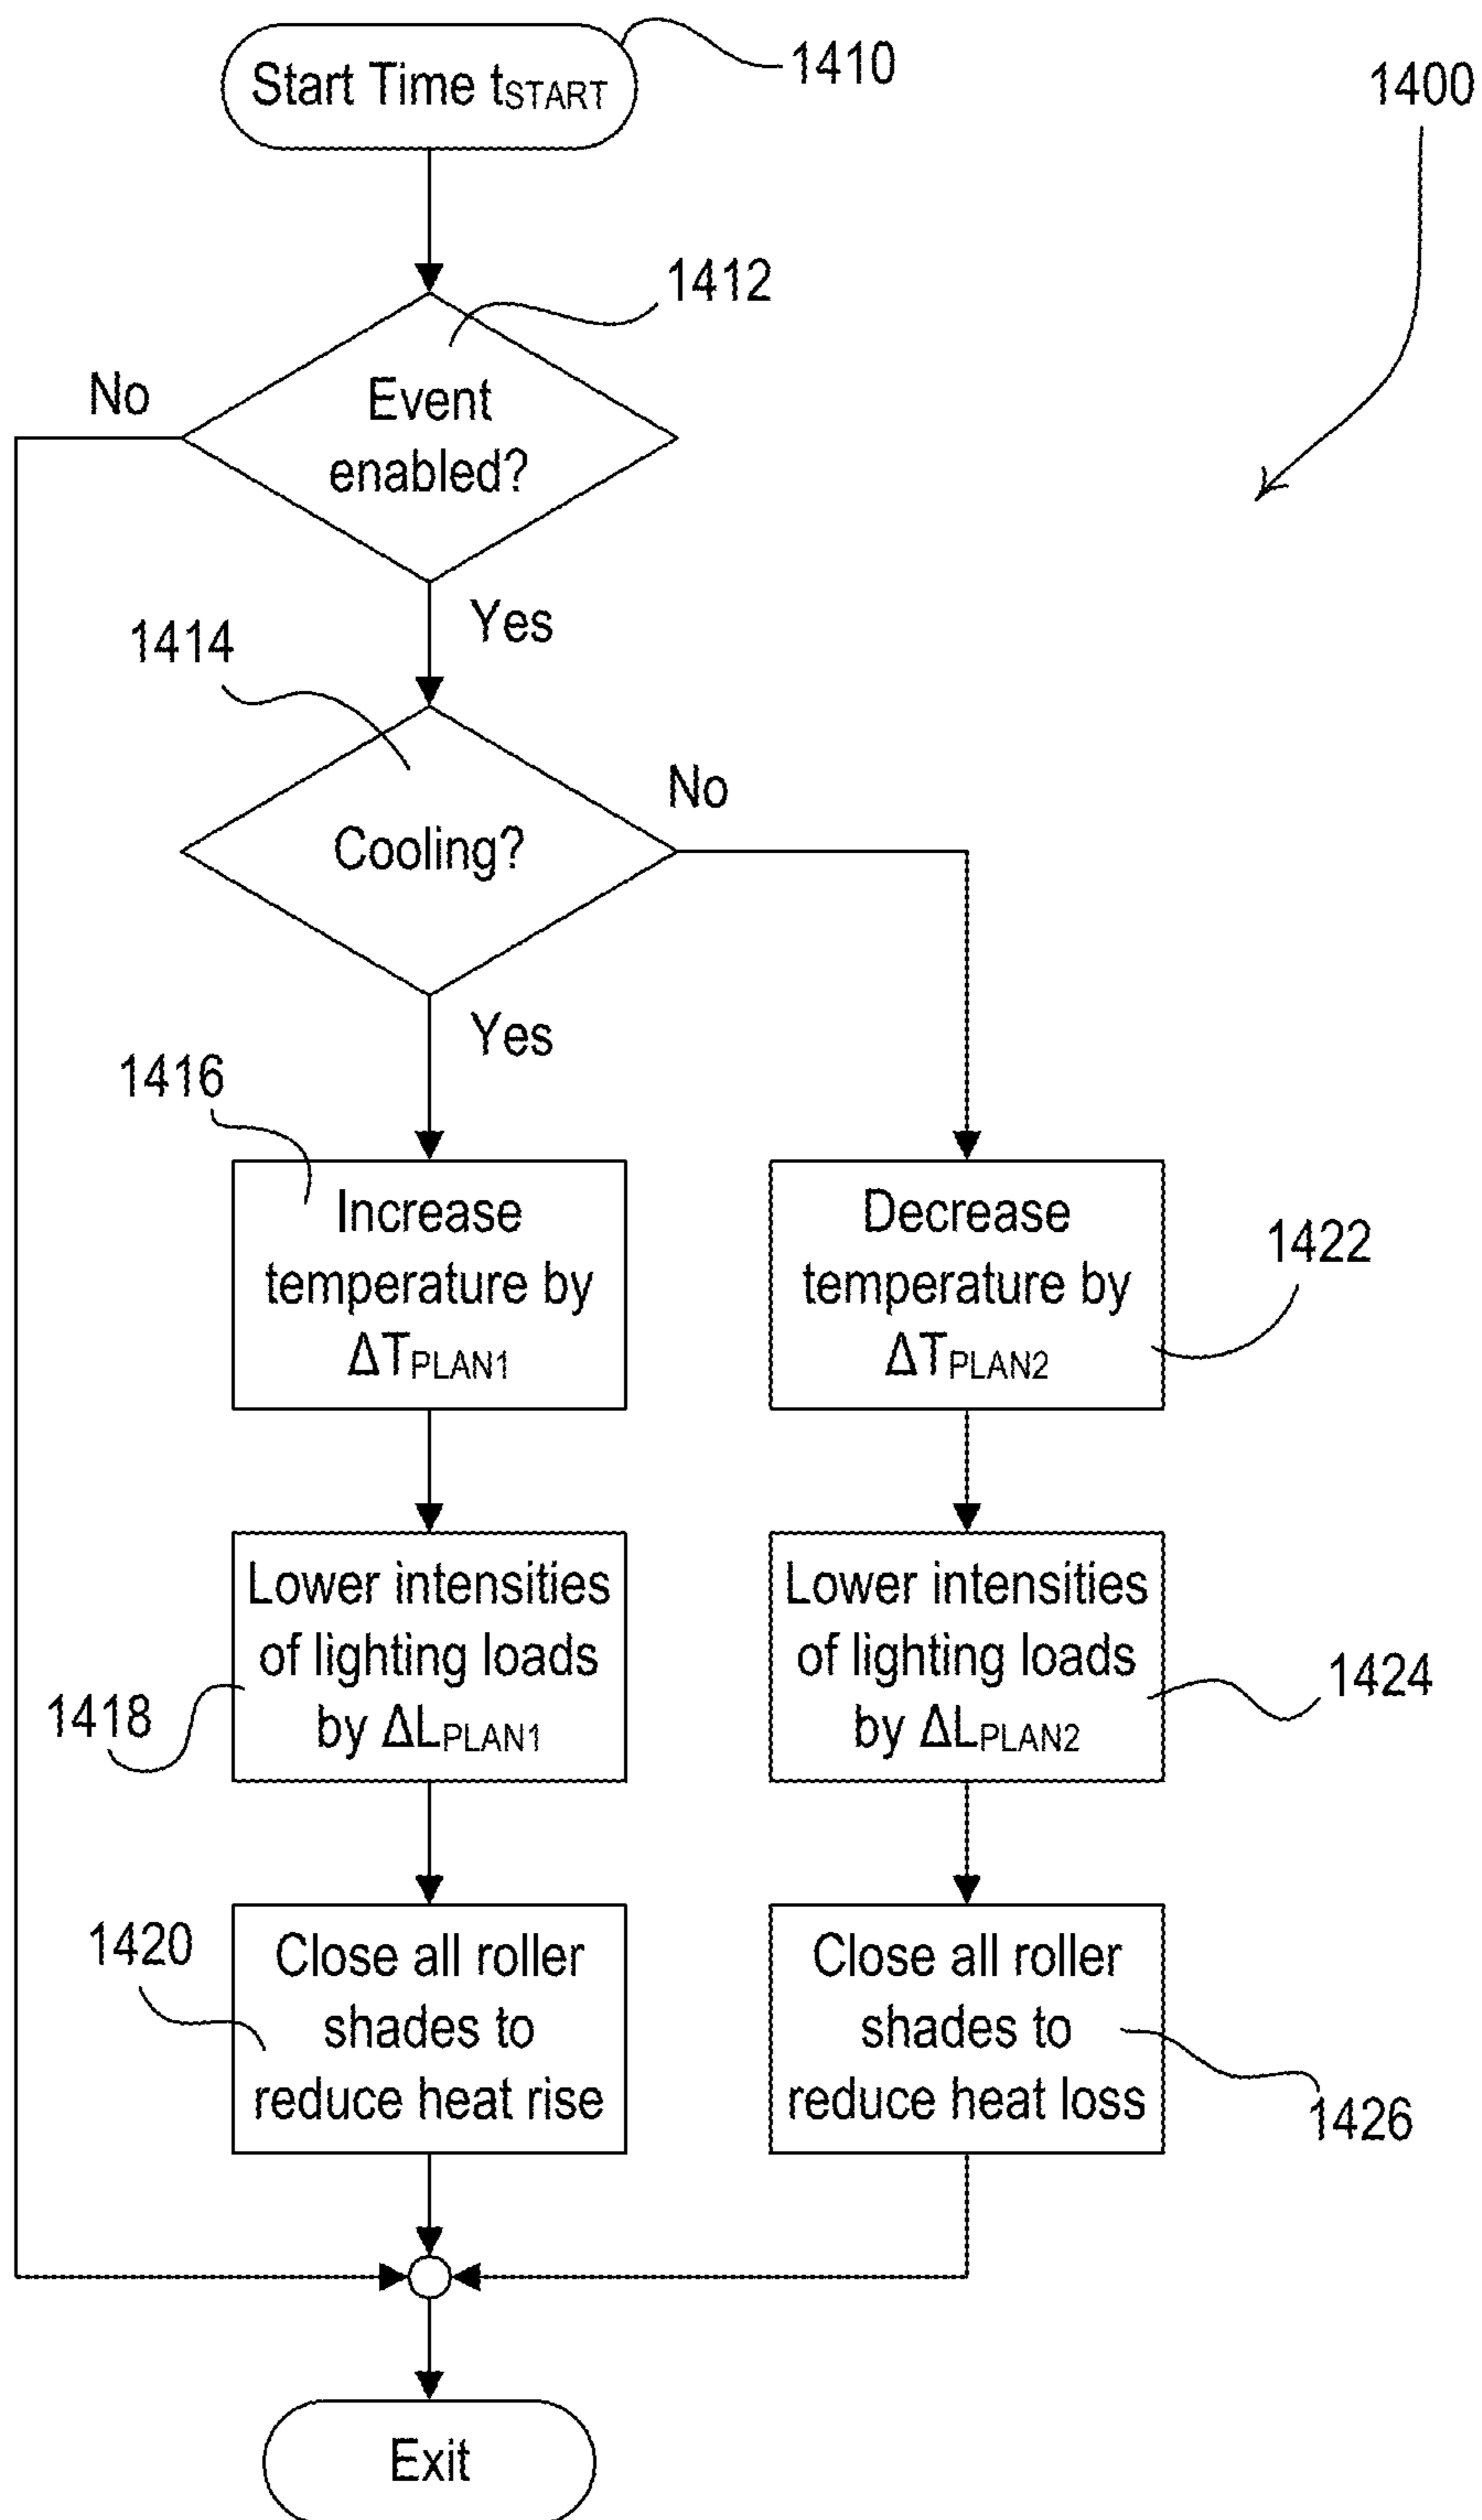 Start Time tSTART
1410
1400
1412
No
Event
enabled?
Yes
1414
No
Cooling?
Yes
1416
Increase
temperature by
ΔTPLAN1
Decrease
temperature by
ΔTPLAN2
1422
Lower intensities
of lighting loads
by ΔLPLAN1
1418
Lower intensities
of lighting loads
by ΔLPLAN2
1424
1420
Close all roller
shades to
reduce heat rise
Close all roller
shades to
reduce heat loss
1426
Exit